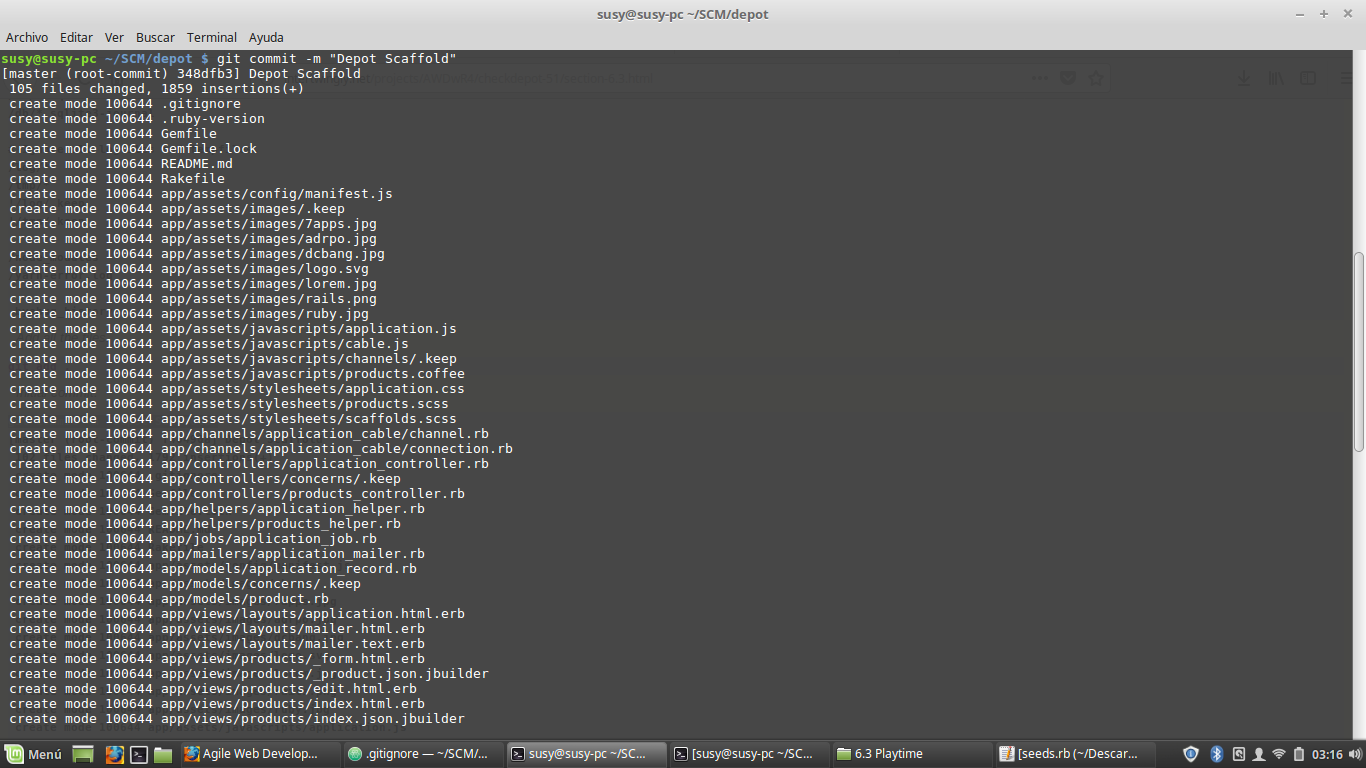 susy@susy-pc ~/SCM/depot
Archivo Editar Ver Buscar Terminal Ayuda
susy@susy-pc ~/SCM/depot $ git commit -m "Depot Scaffold"
[master (root-commit) 348dfb3] Depot Scaffold
105 files changed, 1859 insertions(+)
create mode 100644 .gitignore
create mode 100644 .ruby-version
create mode 100644 Gemfile
create mode 100644 Gemfile.lock
create mode 100644 README.md
create mode 100644 Rakefile
create mode 100644 app/assets/config/manifest.js
create mode 100644 app/assets/images/.keep
create mode 100644 app/assets/images/7apps.jpg
create mode 100644 app/assets/images/adrpo.jpg
create mode 100644 app/assets/images/dcbang.jpg
create mode 100644 app/assets/images/logo.svg
create mode 100644 app/assets/images/lorem.jpg
create mode 100644 app/assets/images/rails.png
create mode 100644 app/assets/images/ruby.jpg
create mode 100644 app/assets/javascripts/application.js
create mode 100644 app/assets/javascripts/cable.js
create mode 100644 app/assets/javascripts/channels/.keep
create mode 100644 app/assets/javascripts/products.coffee
create mode 100644 app/assets/stylesheets/application.css
create mode 100644 app/assets/stylesheets/products.scss
create mode 100644 app/assets/stylesheets/scaffolds.scss
create mode 100644 app/channels/application_cable/channel.rb
create mode 100644 app/channels/application_cable/connection.rb
create mode 100644 app/controllers/application_controller.rb
create mode 100644 app/controllers/concerns/.keep
create mode 100644 app/controllers/products_controller.rb
create mode 100644 app/helpers/application_helper.rb
create mode 100644 app/helpers/products_helper.rb
create mode 100644 app/jobs/application_job.rb
create mode 100644 app/mailers/application_mailer.rb
create mode 100644 app/models/application_record.rb
create mode 100644 app/models/concerns/.keep
create mode 100644 app/models/product.rb
create mode 100644 app/views/layouts/application.html.erb
create mode 100644 app/views/layouts/mailer.html.erb
create mode 100644 app/views/layouts/mailer.text.erb
create mode 100644 app/views/products/_form.html.erb
create mode 100644 app/views/products/_product.json.jbuilder
create mode 100644 app/views/products/edit.html.erb
create mode 100644 app/views/products/index.html.erb
create mode 100644 app/views/products/index.json.jbuilder
Menú Agile Web Develop... .gitignore — ~/SCM/... susy@susy-pc ~/SC... [susy@susy-pc ~/SC... 6.3 Playtime [seeds.rb (~/Descar... 03:16